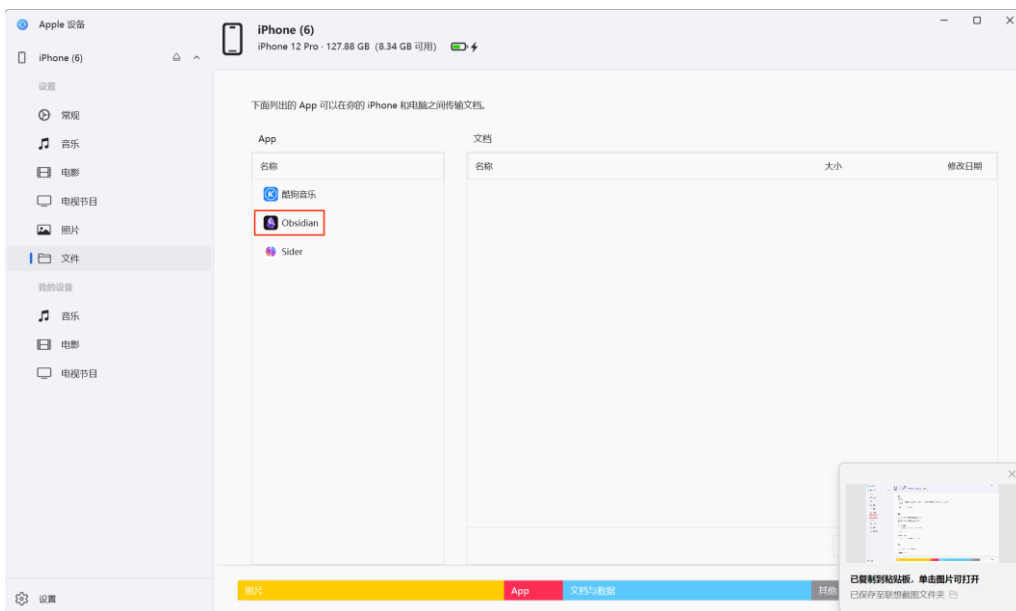 Apple 设备
iPhone (6)
设置
常规
音乐
电影
电视节目
照片
文件
我的设备
音乐
电影
电视节目
设置
iPhone (6)
iPhone 12 Pro · 127.88 GB (8.34 GB 可用)
下面列出的 App 可以在你的 iPhone 和电脑之间传输文档。
App
名称
酷狗音乐
Obsidian
Sider
文档
名称 大小 修改日期
照片 App 文档与数据 其他
已复制到粘贴板，单击图片可打开
已保存至联想截图文件夹